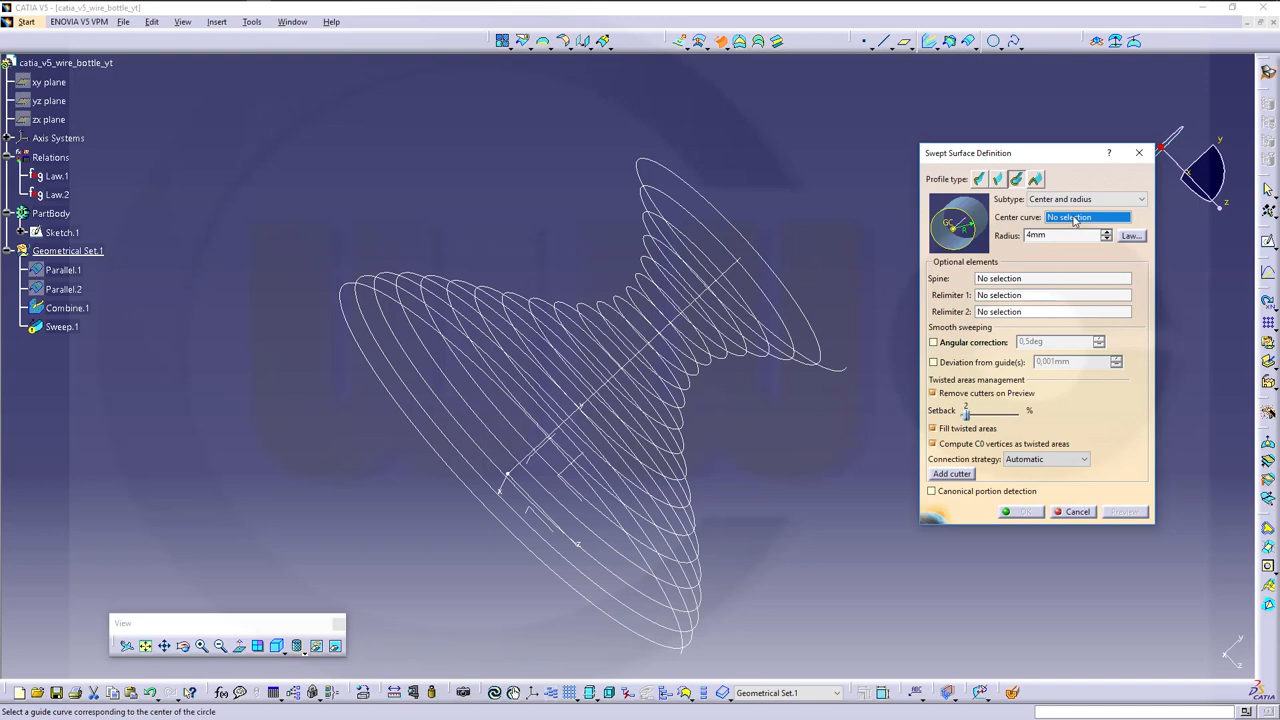 CATIA V5 - [catia_v5_wire_bottle_yt]
Start
ENOVIA V5 VPM
File
Edit
View
Insert
Tools
Window
Help
catia_v5_wire_bottle_yt
xy plane
yz plane
zx plane
Axis Systems
Relations
Law.1
Law.2
PartBody
Sketch.1
Geometrical Set.1
Parallel.1
Parallel.2
Combine.1
Sweep.1
x
z
y
z
Swept Surface Definition
?
Profile type:
Subtype: Center and radius
Center curve: No selection
Radius: 4mm
Law...
GC
R
Optional elements
Spine: No selection
Relimiter 1: No selection
Relimiter 2: No selection
Smooth sweeping
Angular correction: 0,5deg
Deviation from guide(s): 0,001mm
Twisted areas management
Remove cutters on Preview
2
Setback %
Fill twisted areas
Compute C0 vertices as twisted areas
Connection strategy: Automatic
Add cutter
Canonical portion detection
OK
Cancel
Preview
View
y
x
z
f(x)
Geometrical Set.1
ABC
CATIA
Select a guide curve corresponding to the center of the circle